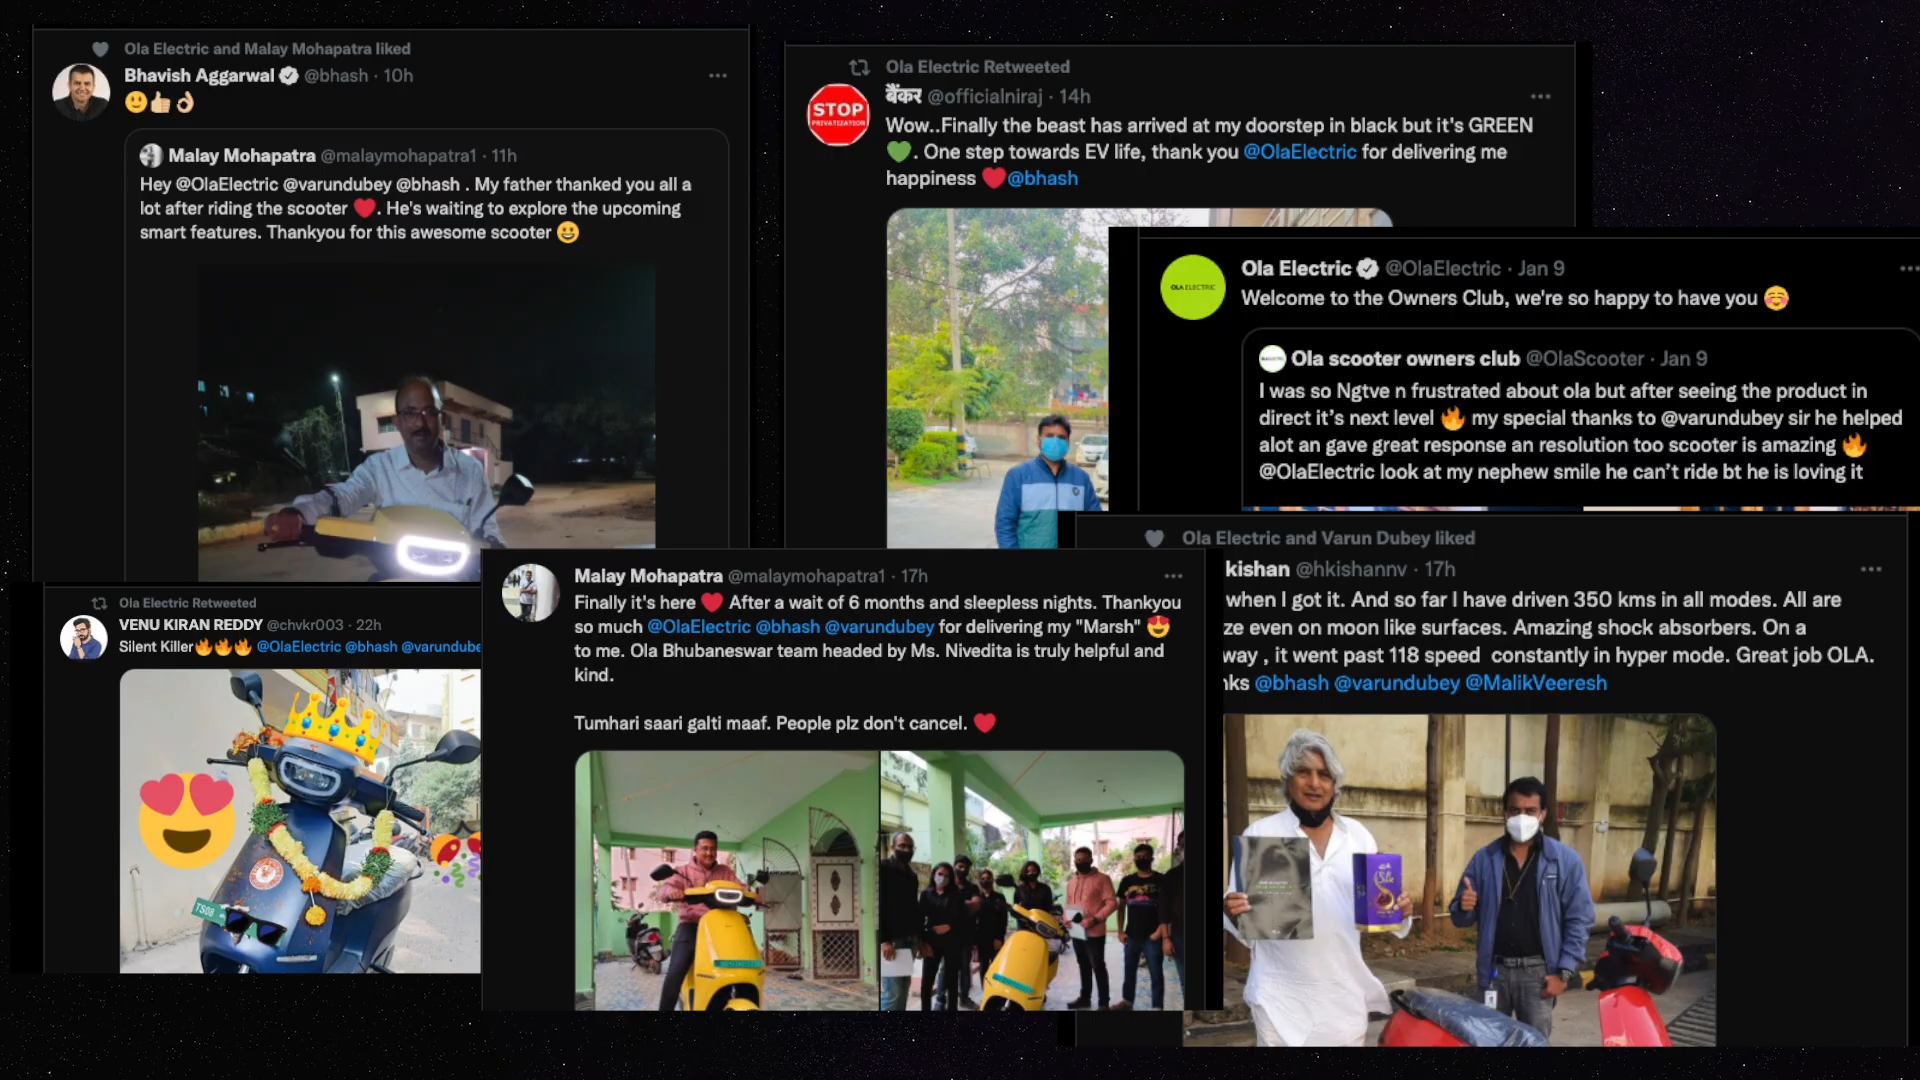 Ola Electric and Malay Mohapatra liked
Bhavish Aggarwal @bhash · 10h
🙂👍👌
Malay Mohapatra @malaymohapatra1 · 11h
Hey @OlaElectric @varundubey @bhash . My father thanked you all a
lot after riding the scooter ❤️. He's waiting to explore the upcoming
smart features. Thankyou for this awesome scooter 😀
Ola Electric Retweeted
बैंकर @officialniraj · 14h
STOP
PRIVATIZATION
Wow..Finally the beast has arrived at my doorstep in black but it's GREEN
💚. One step towards EV life, thank you @OlaElectric for delivering me
happiness ❤️@bhash
OLA ELECTRIC
Ola Electric @OlaElectric · Jan 9
Welcome to the Owners Club, we're so happy to have you ☺️
Ola scooter owners club @OlaScooter · Jan 9
I was so Ngtve n frustrated about ola but after seeing the product in
direct it's next level 🔥 my special thanks to @varundubey sir he helped
alot an gave great response an resolution too scooter is amazing 🔥
@OlaElectric look at my nephew smile he can't ride bt he is loving it
Ola Electric Retweeted
VENU KIRAN REDDY @chvkr003 · 22h
Silent Killer🔥🔥🔥 @OlaElectric @bhash @varundube
TS08
Malay Mohapatra @malaymohapatra1 · 17h
Finally it's here ❤️ After a wait of 6 months and sleepless nights. Thankyou
so much @OlaElectric @bhash @varundubey for delivering my "Marsh" 😍
to me. Ola Bhubaneswar team headed by Ms. Nivedita is truly helpful and
kind.
Tumhari saari galti maaf. People plz don't cancel. ❤️
Ola Electric and Varun Dubey liked
kishan @hkishannv · 17h
when I got it. And so far I have driven 350 kms in all modes. All are
ze even on moon like surfaces. Amazing shock absorbers. On a
way , it went past 118 speed constantly in hyper mode. Great job OLA.
nks @bhash @varundubey @MalikVeeresh
Silk